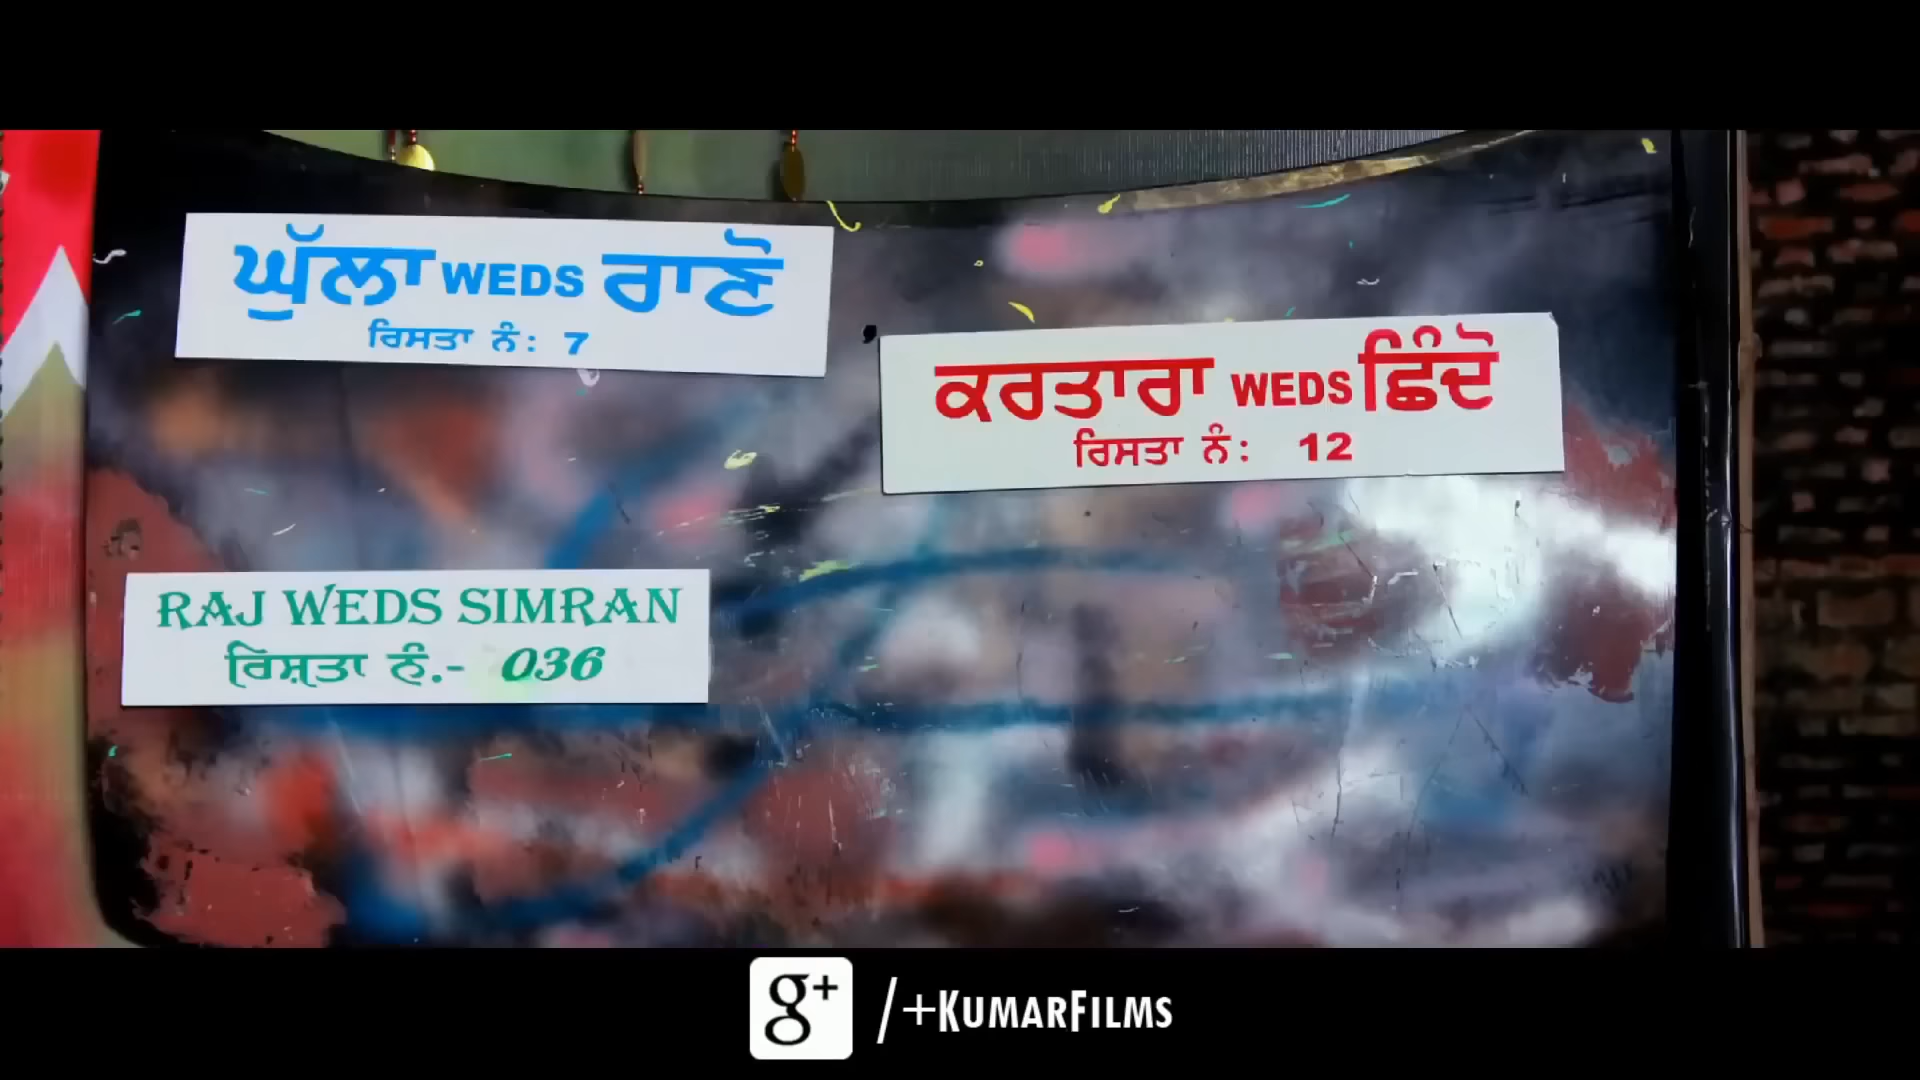 ਘੁੱਲਾ WEDS ਰਾਣੋ
ਰਿਸਤਾ ਨੰ: 7
ਕਰਤਾਰਾ WEDS ਛਿੰਦੋ
ਰਿਸਤਾ ਨੰ: 12
RAJ WEDS SIMRAN
ਰਿਸ਼ਤਾ ਨੰ.- 036
g+ /+KUMARFILMS